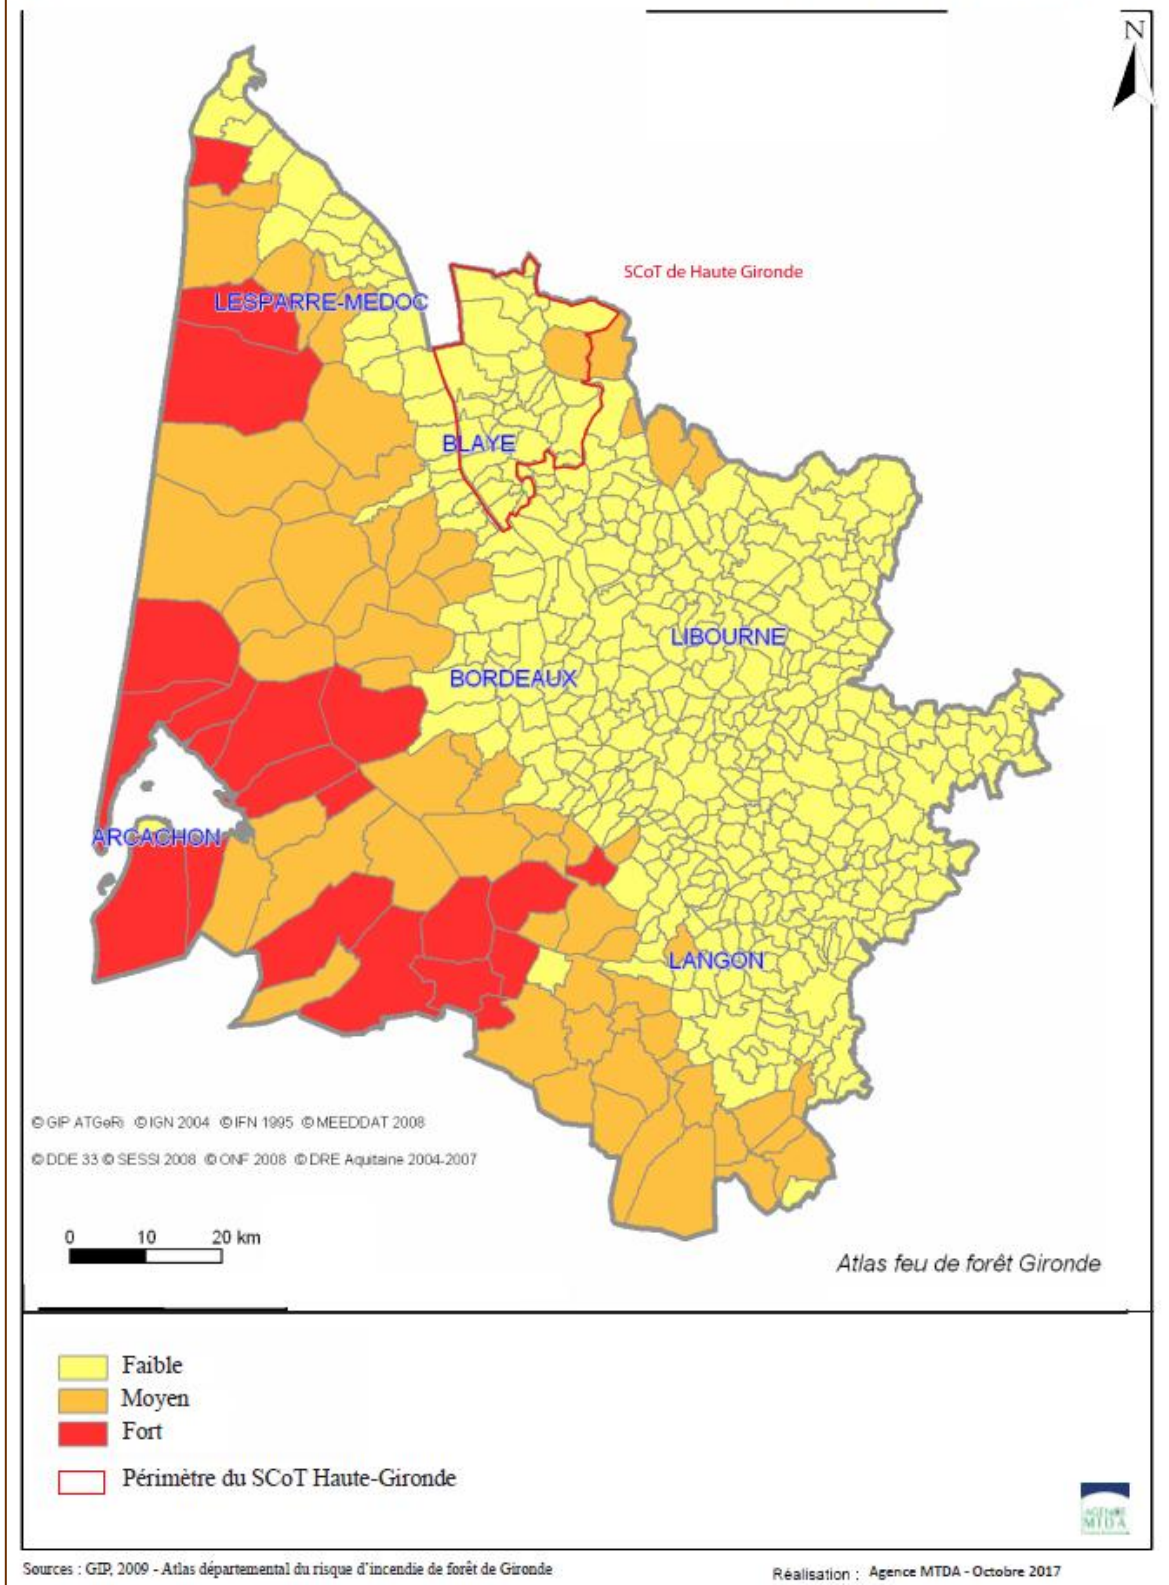 N
SCoT de Haute Gironde
LESPARRE-MEDOC
BLAYE
LIBOURNE
BORDEAUX
ARCACHON
LANGON
© GIP ATGeRi © IGN 2004 © IFN 1995 © MEEDDAT 2008
© DDE 33 © SESSI 2008 © ONF 2008 © DRE Aquitaine 2004-2007
0 10 20 km
Atlas feu de forêt Gironde
Faible
Moyen
Fort
Périmètre du SCoT Haute-Gironde
AGENCE
MTDA
Sources : GIP, 2009 - Atlas départemental du risque d'incendie de forêt de Gironde
Réalisation : Agence MTDA - Octobre 2017